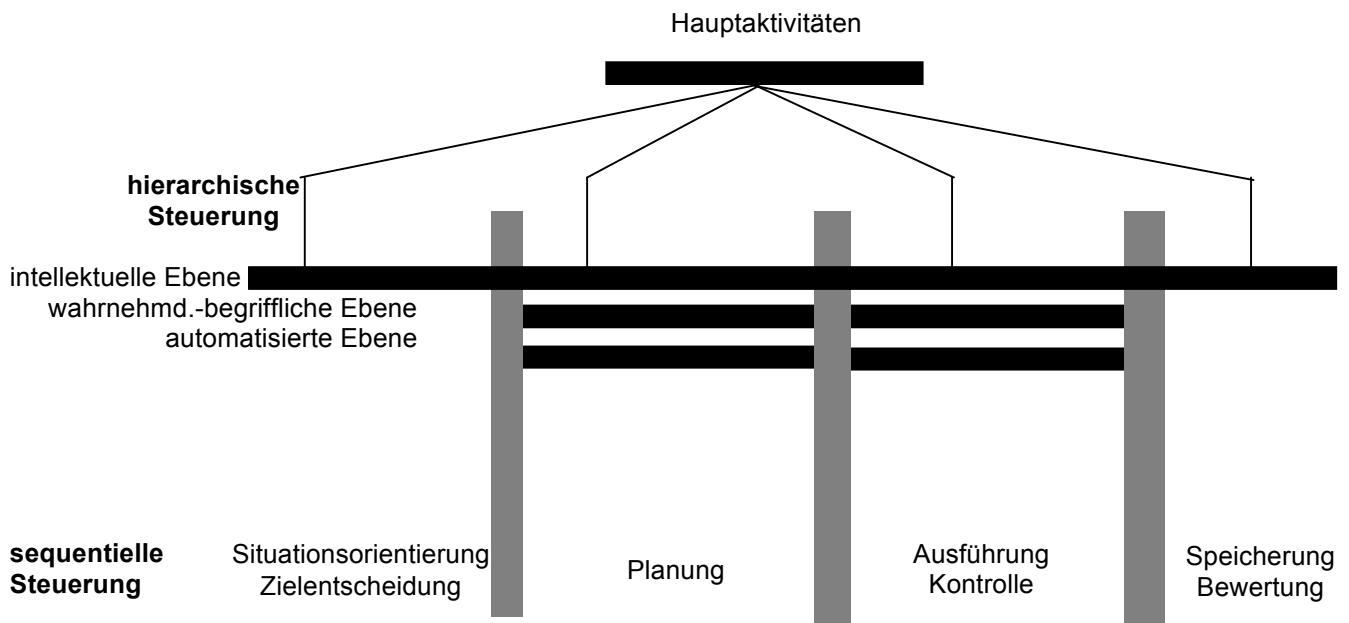 Hauptaktivitäten
hierarchische
Steuerung
intellektuelle Ebene
wahrnehmd.-begriffliche Ebene
automatisierte Ebene
sequentielle
Steuerung
Situationsorientierung
Zielentscheidung
Planung
Ausführung
Kontrolle
Speicherung
Bewertung